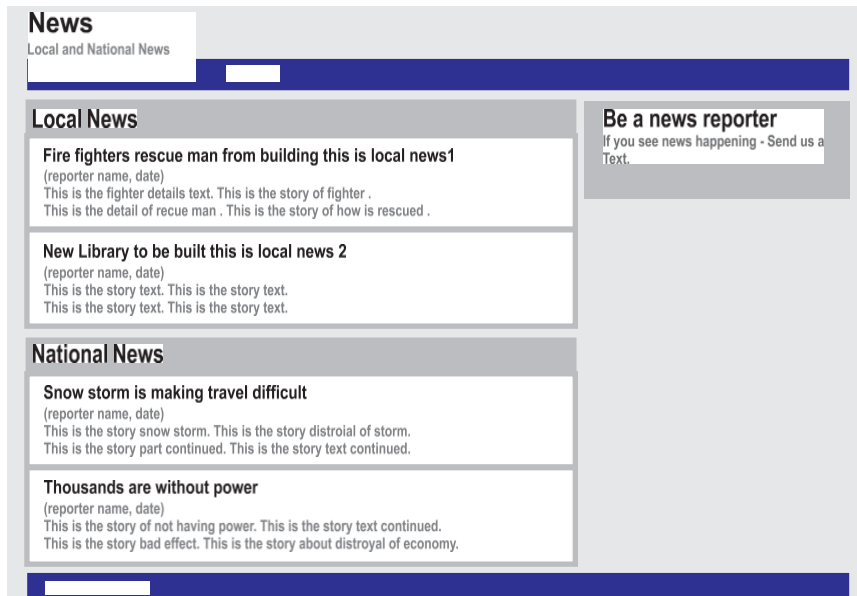 News
Local and National News
Local News
Fire fighters rescue man from building this is local news1
(reporter name, date)
This is the fighter details text. This is the story of fighter .
This is the detail of recue man . This is the story of how is rescued .
New Library to be built this is local news 2
(reporter name, date)
This is the story text. This is the story text.
This is the story text. This is the story text.
National News
Snow storm is making travel difficult
(reporter name, date)
This is the story snow storm. This is the story distroial of storm.
This is the story part continued. This is the story text continued.
Thousands are without power
(reporter name, date)
This is the story of not having power. This is the story text continued.
This is the story bad effect. This is the story about distroyal of economy.
Be a news reporter
If you see news happening - Send us a
Text.